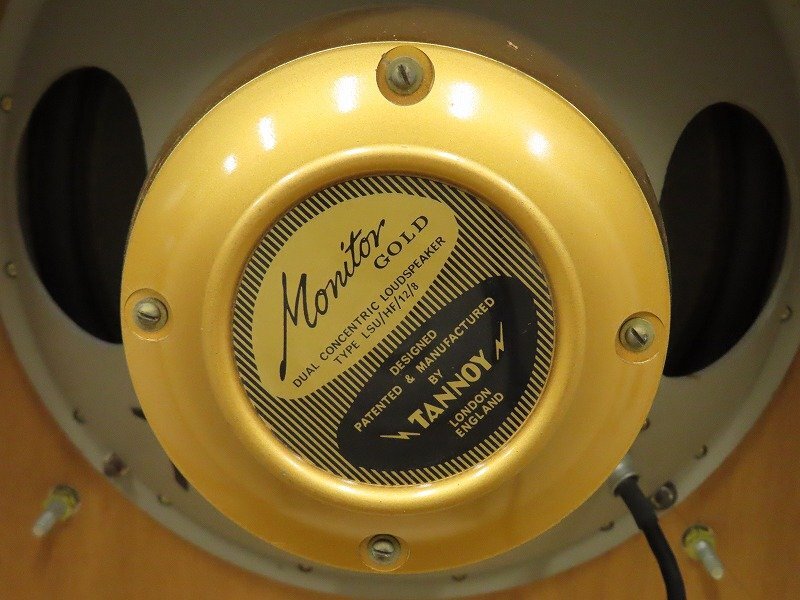 Monitor
GOLD
DUAL CONCENTRIC LOUDSPEAKER
TYPE LSU/HF/12/8
DESIGNED
PATENTED & MANUFACTURED
BY
TANNOY
LONDON
ENGLAND